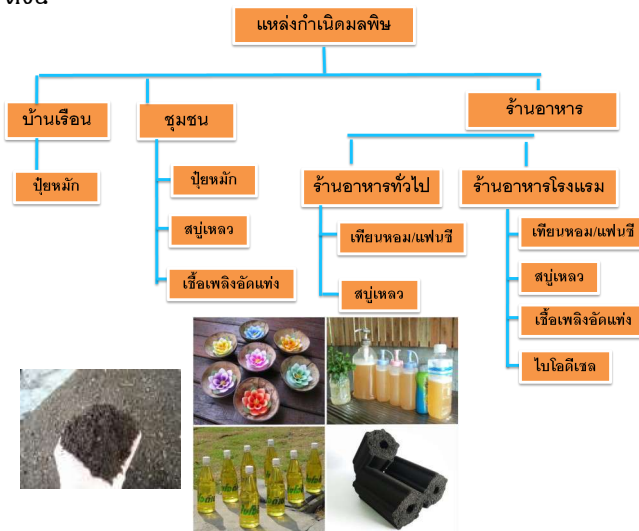 แหล่งกำเนิดมลพิษ
บ้านเรือน
ชุมชน
ร้านอาหาร
ปุ๋ยหมัก
ปุ๋ยหมัก
สบู่เหลว
เชื้อเพลิงอัดแท่ง
ร้านอาหารทั่วไป
ร้านอาหารโรงแรม
เทียนหอม/แฟนซี
สบู่เหลว
เทียนหอม/แฟนซี
สบู่เหลว
เชื้อเพลิงอัดแท่ง
ไบโอดีเซล